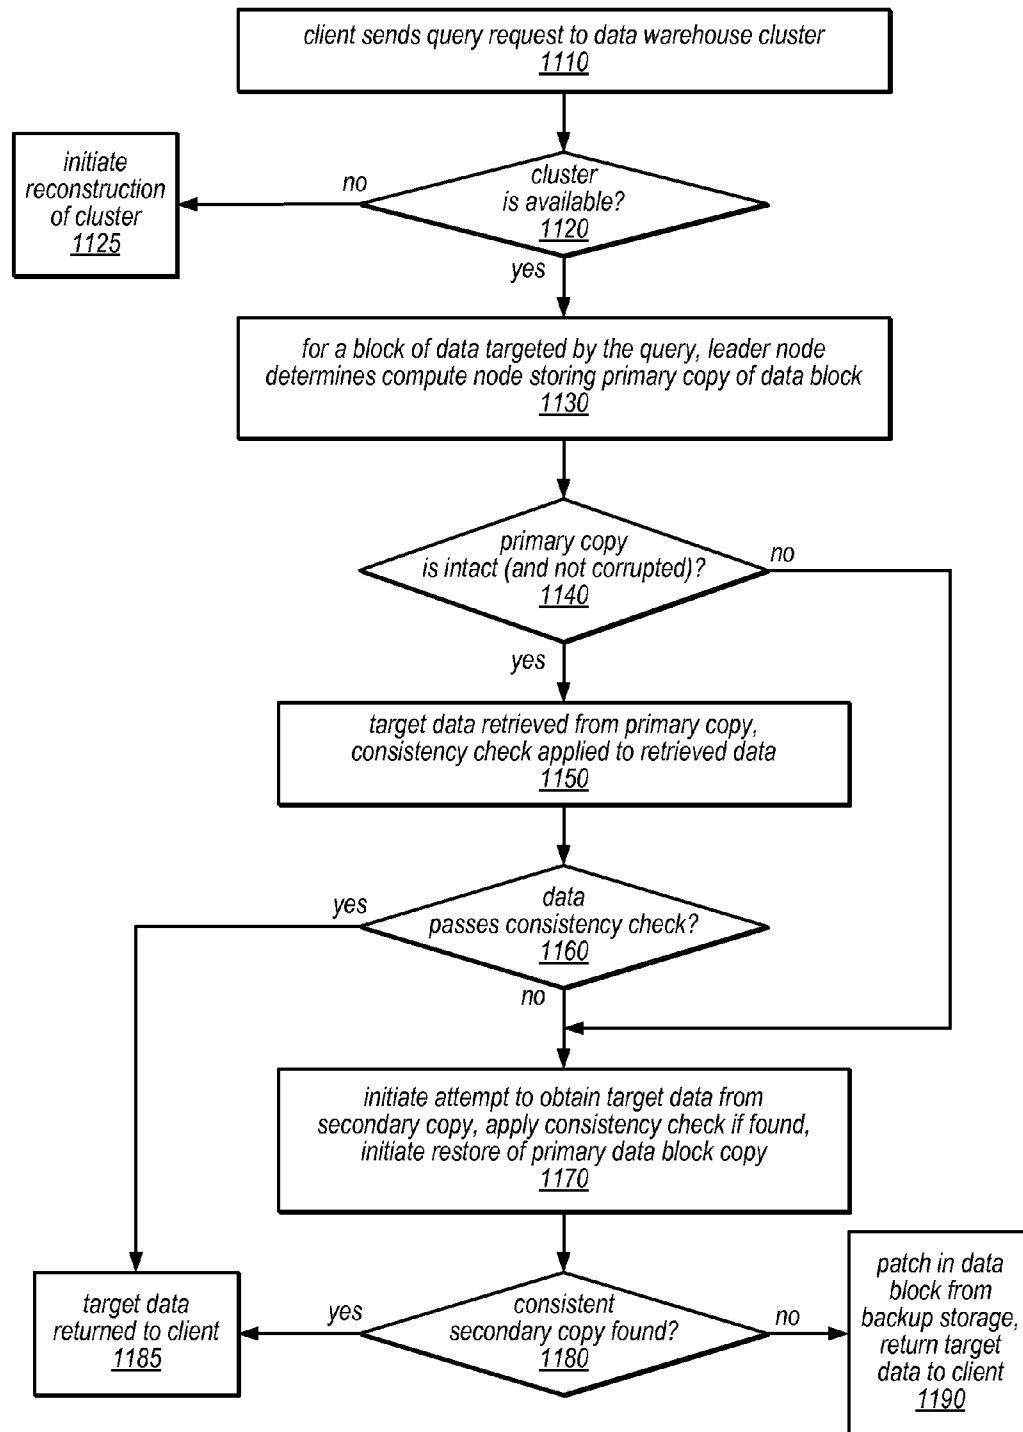 client sends query request to data warehouse cluster
1110
initiate
reconstruction
of cluster
1125
no
cluster
is available?
1120
yes
for a block of data targeted by the query, leader node
determines compute node storing primary copy of data block
1130
primary copy
is intact (and not corrupted)?
1140
no
yes
target data retrieved from primary copy,
consistency check applied to retrieved data
1150
yes
data
passes consistency check?
1160
no
initiate attempt to obtain target data from
secondary copy, apply consistency check if found,
initiate restore of primary data block copy
1170
target data
returned to client
1185
yes
consistent
secondary copy found?
1180
no
patch in data
block from
backup storage,
return target
data to client
1190